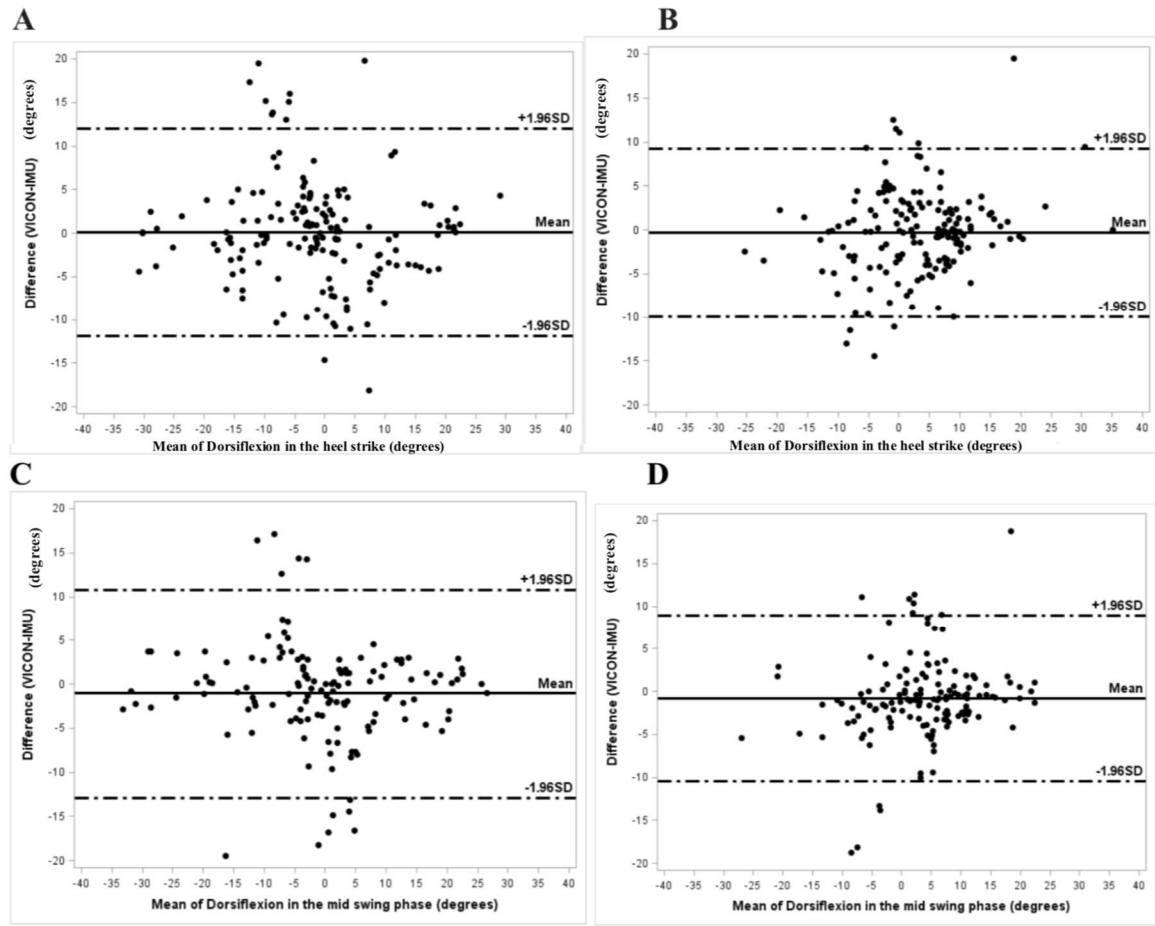 A
Difference (VICON-IMU) (degrees)
20
15
10
5
0
-5
-10
-15
-20
+1.96SD
Mean
-1.96SD
-40 -35 -30 -25 -20 -15 -10 -5 0 5 10 15 20 25 30 35 40
Mean of Dorsiflexion in the heel strike (degrees)
B
Difference (VICON-IMU) (degrees)
20
15
10
5
0
-5
-10
-15
-20
+1.96SD
Mean
-1.96SD
-40 -35 -30 -25 -20 -15 -10 -5 0 5 10 15 20 25 30 35 40
Mean of Dorsiflexion in the heel strike (degrees)
C
Difference (VICON-IMU) (degrees)
20
15
10
5
0
-5
-10
-15
-20
+1.96SD
Mean
-1.96SD
-40 -35 -30 -25 -20 -15 -10 -5 0 5 10 15 20 25 30 35 40
Mean of Dorsiflexion in the mid swing phase (degrees)
D
Difference (VICON-IMU) (degrees)
20
15
10
5
0
-5
-10
-15
-20
+1.96SD
Mean
-1.96SD
-40 -35 -30 -25 -20 -15 -10 -5 0 5 10 15 20 25 30 35 40
Mean of Dorsiflexion in the mid swing phase (degrees)